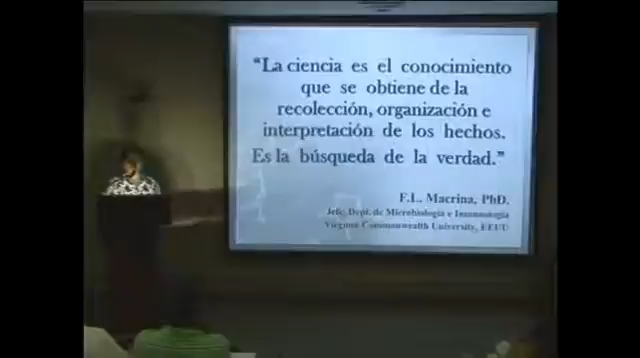 “La ciencia es el conocimiento
que se obtiene de la
recolección, organización e
interpretación de los hechos.
Es la búsqueda de la verdad.”
F.L. Macrina, PhD.
Jefe, Dept. de Microbiología e Inmunología
Virginia Commonwealth University, EEUU